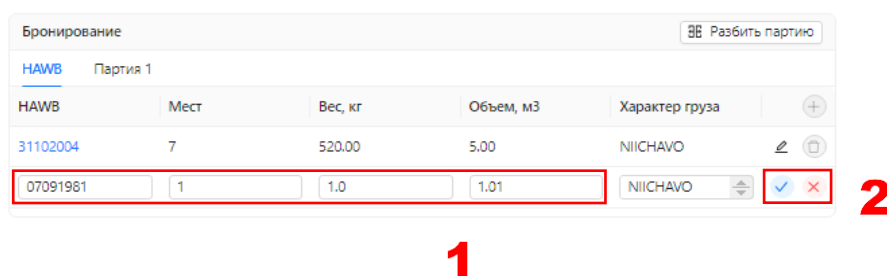 Бронирование
Разбить партию
HAWB Партия 1
HAWB Мест Вес, кг Объем, м3 Характер груза
31102004 7 520.00 5.00 NIICHAVO
07091981 1 1.0 1.01 NIICHAVO
2
1